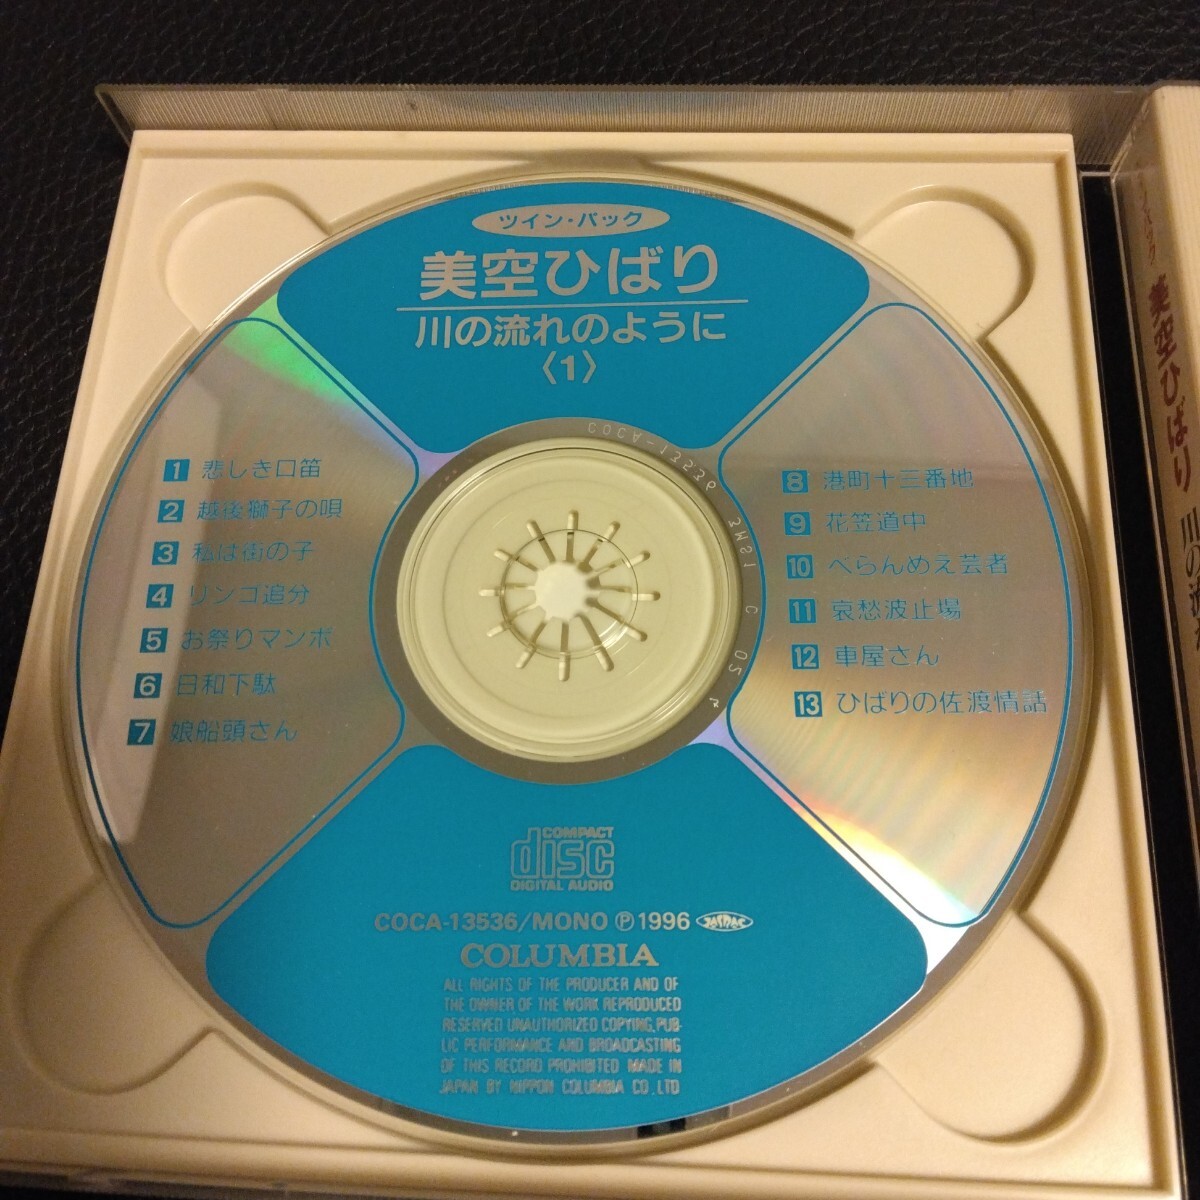 ツイン・パック
美空ひばり
川の流れのように
〈1〉
1 悲しき口笛
2 越後獅子の唄
3 私は街の子
4 リンゴ追分
5 お祭りマンボ
6 日和下駄
7 娘船頭さん
8 港町十三番地
9 花笠道中
10 べらんめえ芸者
11 哀愁波止場
12 車屋さん
13 ひばりの佐渡情話
COMPACT
disc
DIGITAL AUDIO
COCA-13536/MONO Ⓟ1996 JASRAC
COLUMBIA
ALL RIGHTS OF THE PRODUCER AND OF
THE OWNER OF THE WORK REPRODUCED
RESERVED UNAUTHORIZED COPYING,PUB-
LIC PERFORMANCE AND BROADCASTING
OF THIS RECORD PROHIBITED MADE IN
JAPAN BY NIPPON COLUMBIA CO.,LTD
美空ひばり 川の流れ